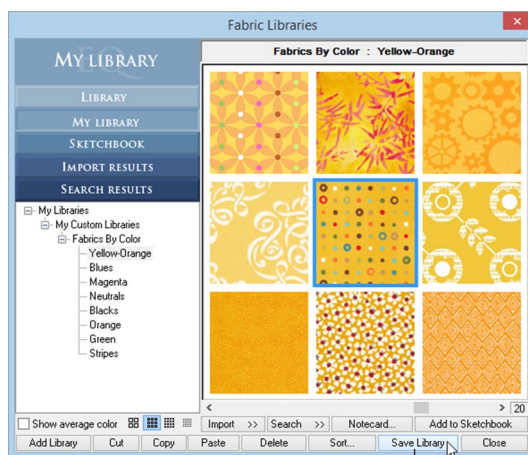 Fabric Libraries
MY LIBRARY
Fabrics By Color : Yellow-Orange
LIBRARY
MY LIBRARY
SKETCHBOOK
IMPORT RESULTS
SEARCH RESULTS
My Libraries
My Custom Libraries
Fabrics By Color
Yellow-Orange
Blues
Magenta
Neutrals
Blacks
Orange
Green
Stripes
< > 20
Show average color Import >> Search >> Notecard... Add to Sketchbook
Add Library Cut Copy Paste Delete Sort... Save Library Close